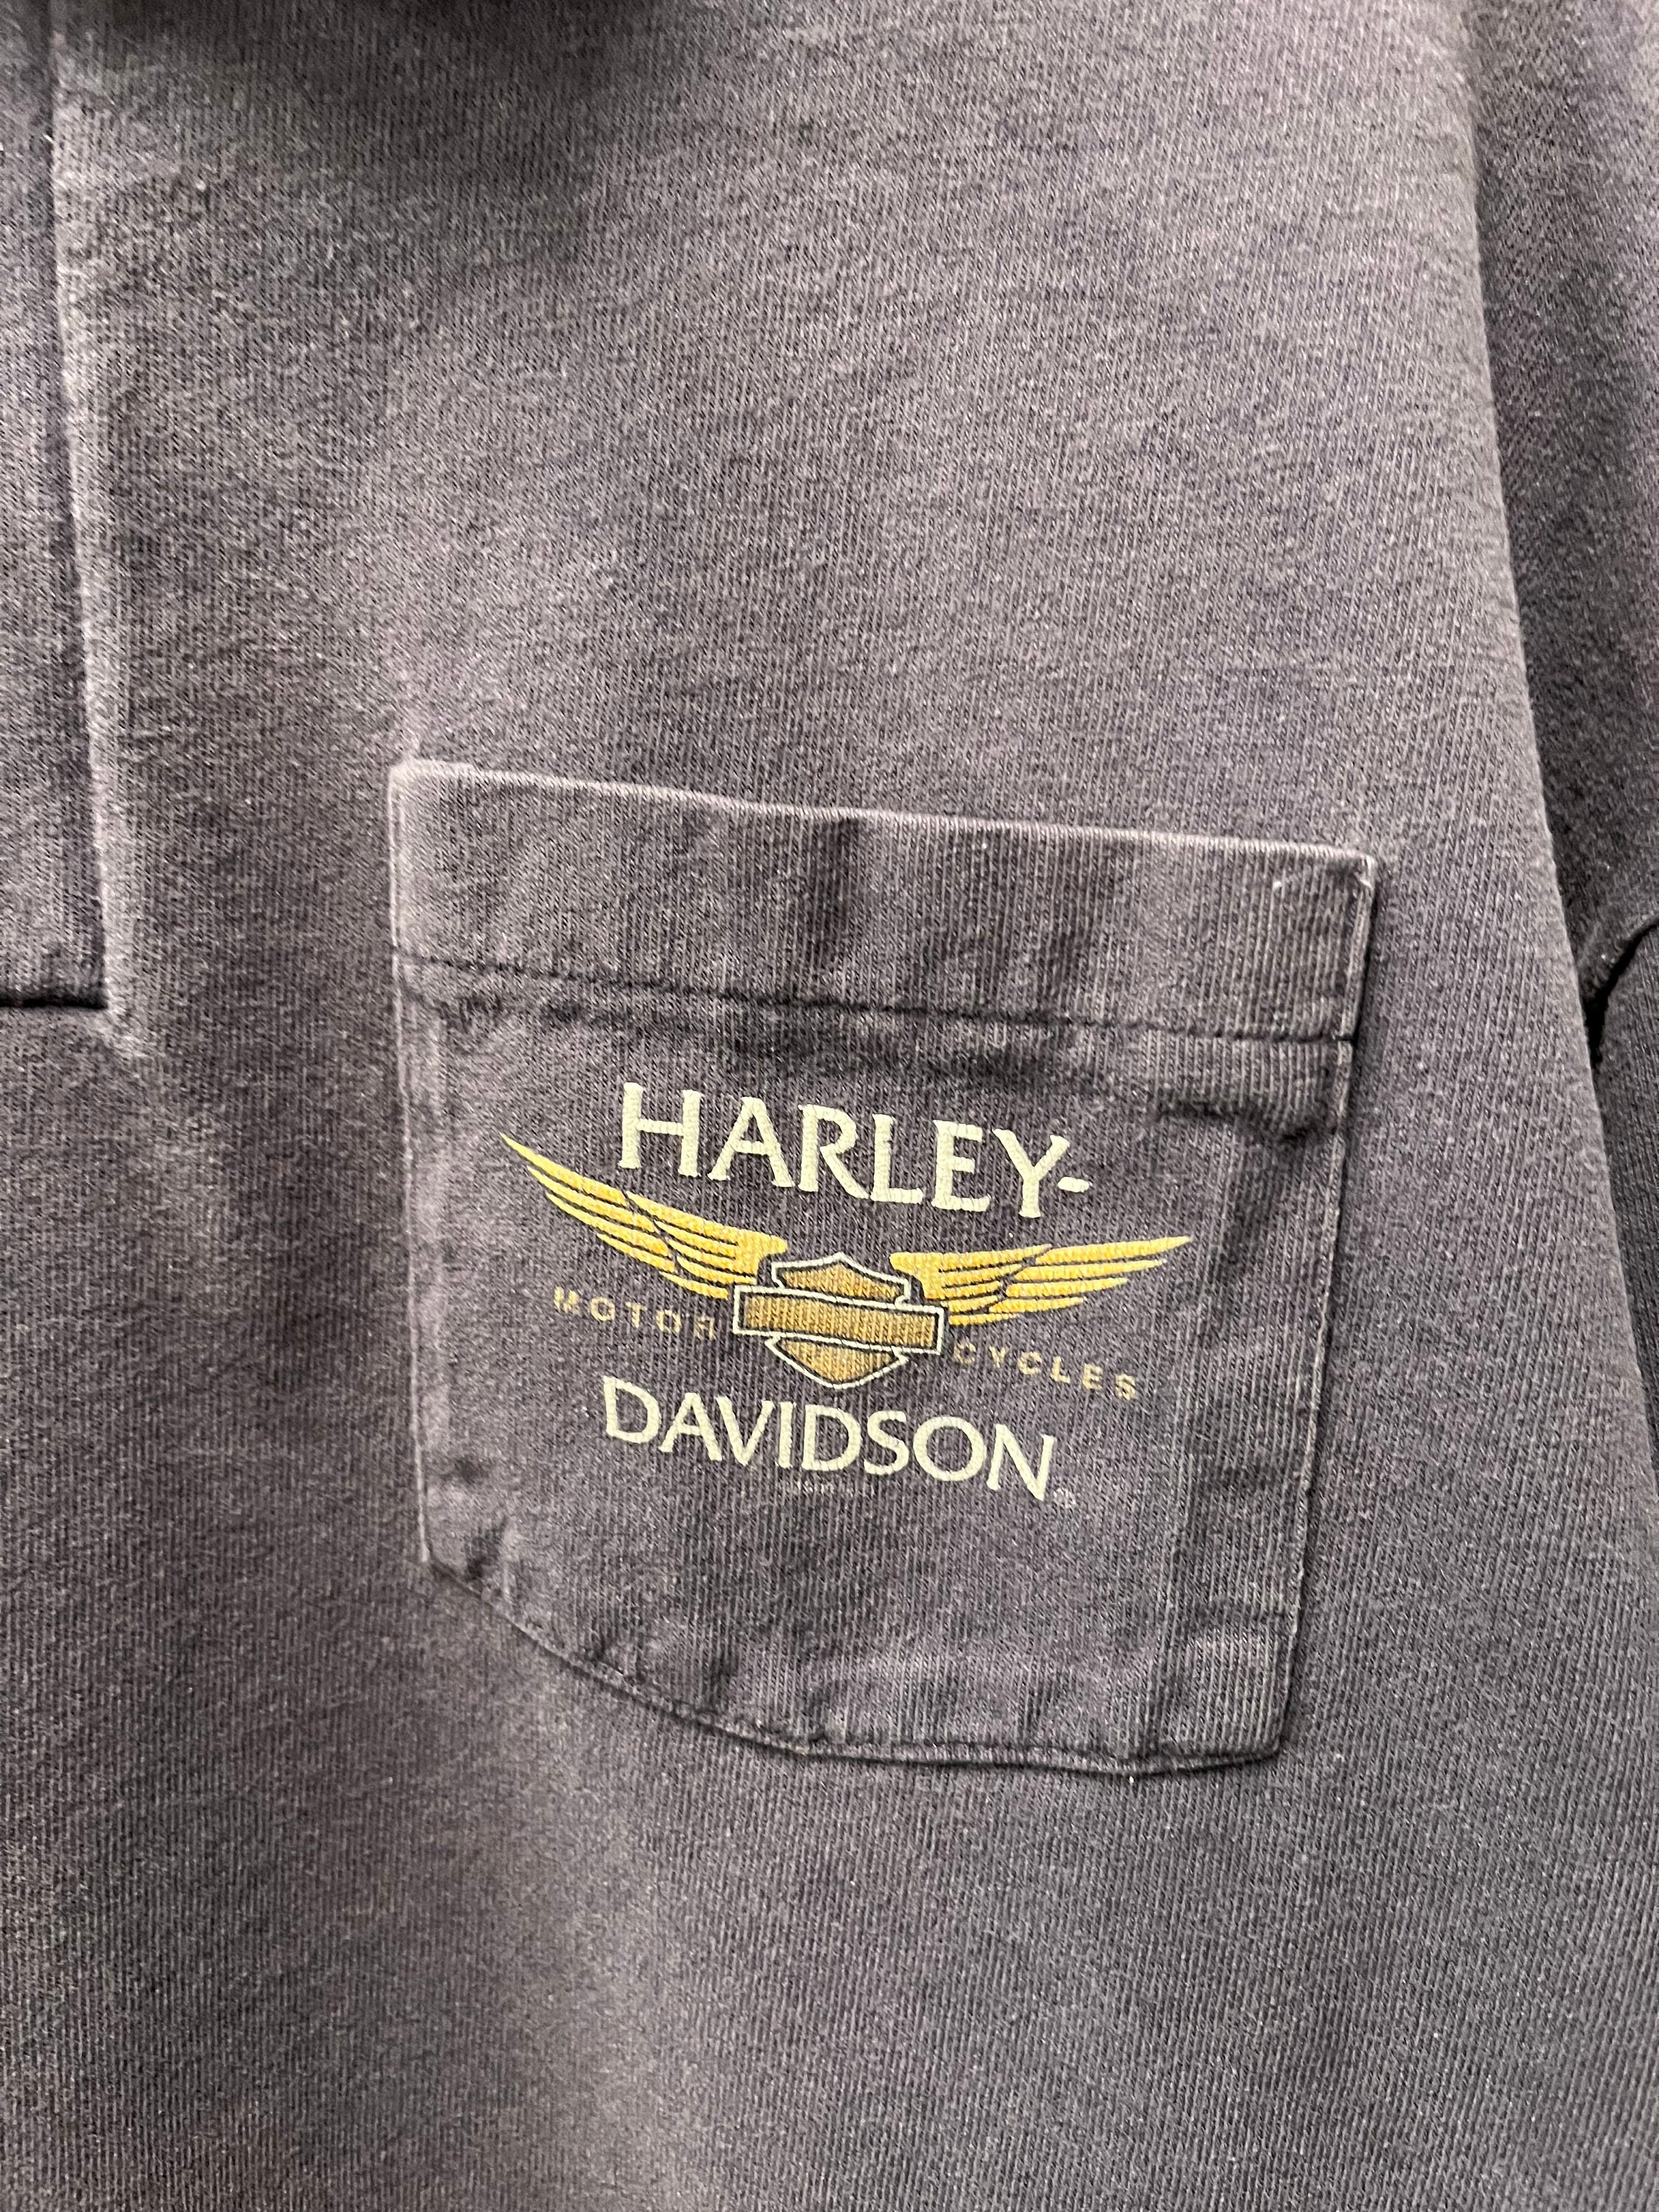 HARLEY-
MOTOR CYCLES
DAVIDSON®